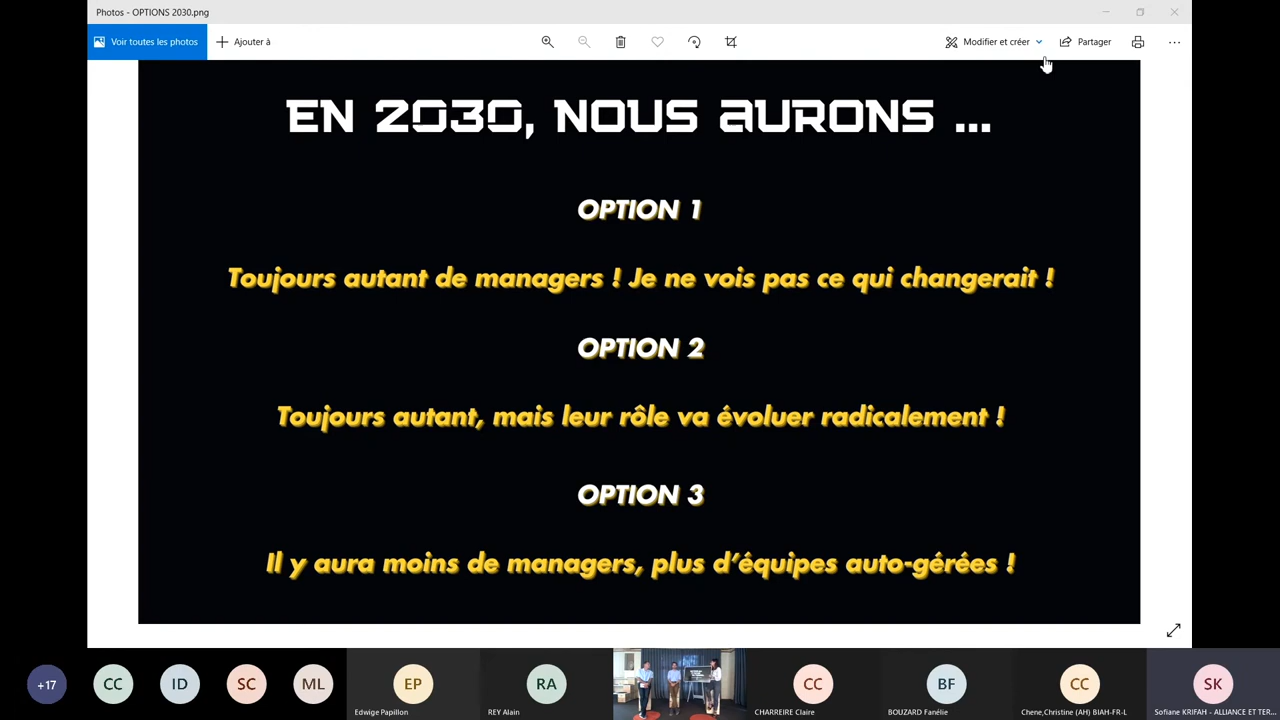 Photos - OPTIONS 2030.png
Voir toutes les photos
Ajouter à
Modifier et créer
Partager
EN 2030, NOUS AURONS ...
OPTION 1
Toujours autant de managers ! Je ne vois pas ce qui changerait !
OPTION 2
Toujours autant, mais leur rôle va évoluer radicalement !
OPTION 3
Il y aura moins de managers, plus d’équipes auto-gérées !
+17
CC
ID
SC
ML
EP
Edwige Papillon
RA
REY Alain
CC
CHARREIRE Claire
BF
BOUZARD Fanélie
CC
Chene,Christine (AH) BIAH-FR-L
SK
Sofiane KRIFAH - ALLIANCE ET TER...